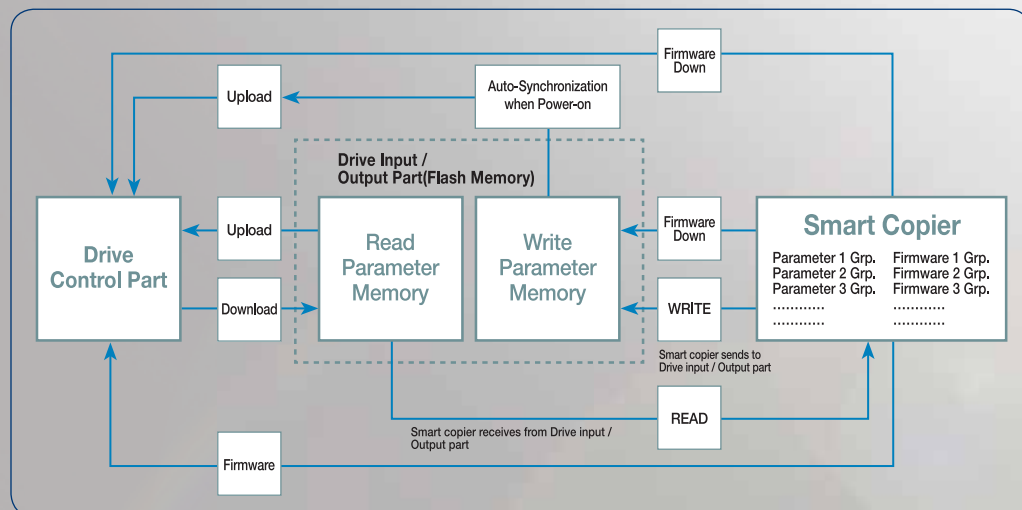 Firmware
Down
Upload
Auto-Synchronization
when Power-on
Drive Input /
Output Part(Flash Memory)
Drive
Control Part
Upload
Download
Read
Parameter
Memory
Write
Parameter
Memory
Firmware
Down
WRITE
Smart copier sends to
Drive input / Output part
Smart Copier
Parameter 1 Grp. Firmware 1 Grp.
Parameter 2 Grp. Firmware 2 Grp.
Parameter 3 Grp. Firmware 3 Grp.
............ ............
............ ............
READ
Smart copier receives from Drive input /
Output part
Firmware